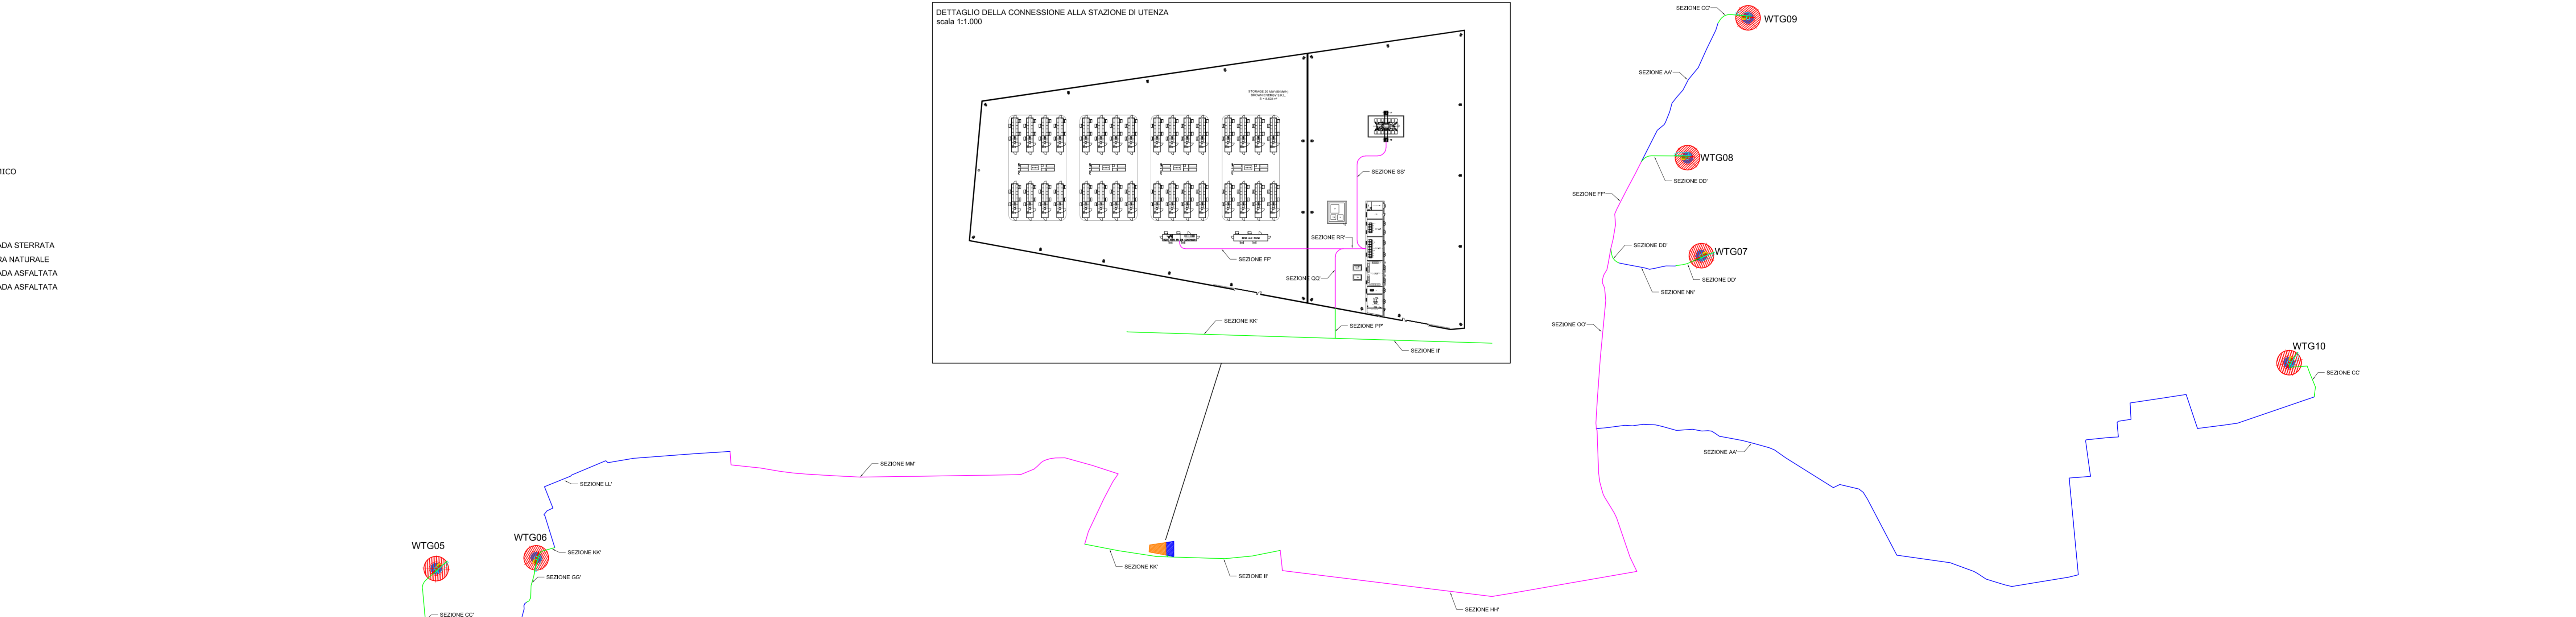 DETTAGLIO DELLA CONNESSIONE ALLA STAZIONE DI UTENZA
scala 1:1.000
SEZIONE CC'
WTG09
SEZIONE AA'
WTG08
SEZIONE DD'
SEZIONE FF'
SEZIONE SS'
MICO
SEZIONE RR'
SEZIONE FF'
SEZIONE QQ'
SEZIONE DD'
WTG07
SEZIONE DD'
SEZIONE NN'
ADA STERRATA
RA NATURALE
ADA ASFALTATA
ADA ASFALTATA
SEZIONE KK'
SEZIONE PP'
SEZIONE II'
SEZIONE OO'
WTG10
SEZIONE CC'
SEZIONE AA'
SEZIONE MM'
SEZIONE LL'
WTG05
WTG06
SEZIONE KK'
SEZIONE GG'
SEZIONE CC'
SEZIONE KK'
SEZIONE II'
SEZIONE HH'